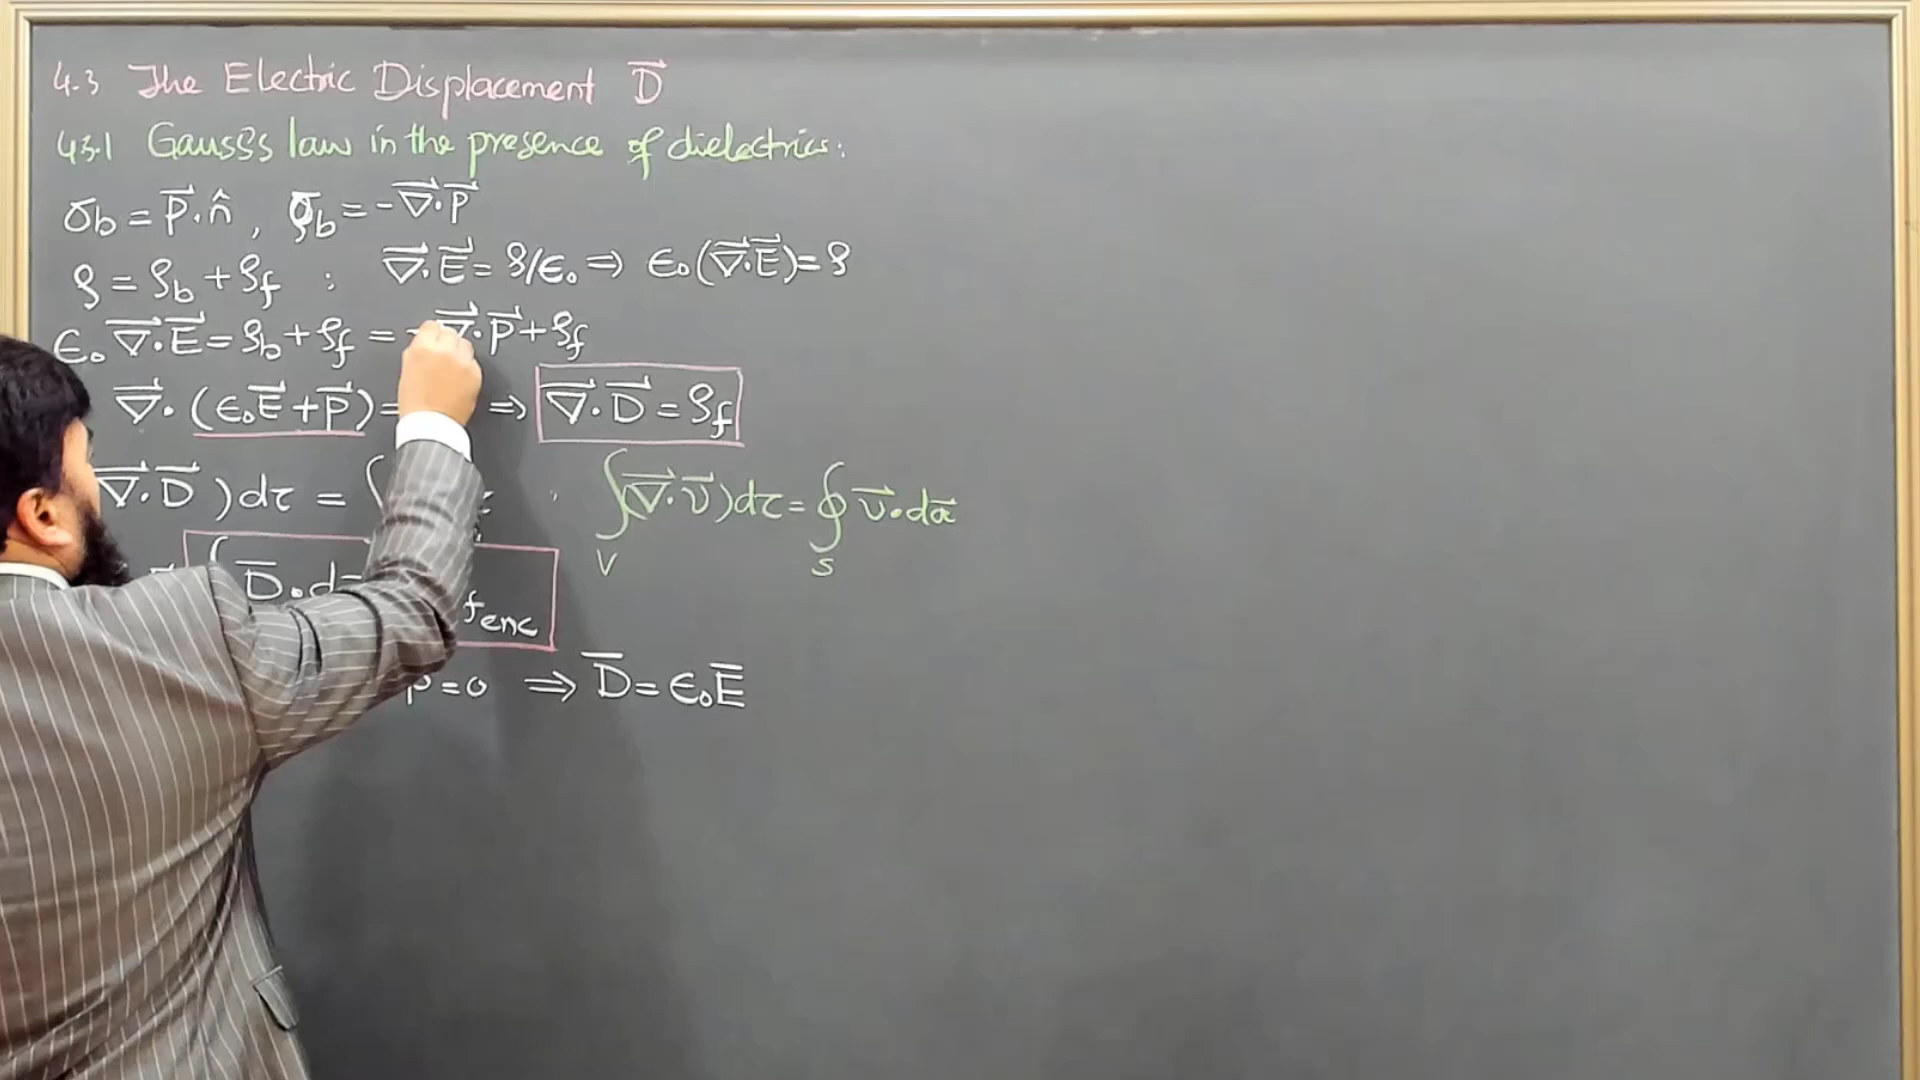 4.3 The Electric Displacement D⃗
4.3.1 Gauss's law in the presence of dielectrics:
σb = P⃗·n̂ , ρb = -∇⃗·P⃗
ρ = ρb + ρf : ∇⃗·E⃗ = ρ/ϵ₀ ⇒ ϵ₀(∇⃗·E⃗) = ρ
ϵ₀ ∇⃗·E⃗ = ρb + ρf = -∇⃗·P⃗ + ρf
∇⃗·(ϵ₀E⃗ + P⃗) = ⇒ ∇⃗·D⃗ = ρf
∇⃗·D⃗ )dτ = ∫ : ∫V (∇⃗·v⃗)dτ = ∮S v⃗·da⃗
D̅·d fenc
P = 0 ⇒ D̅ = ϵ₀E̅